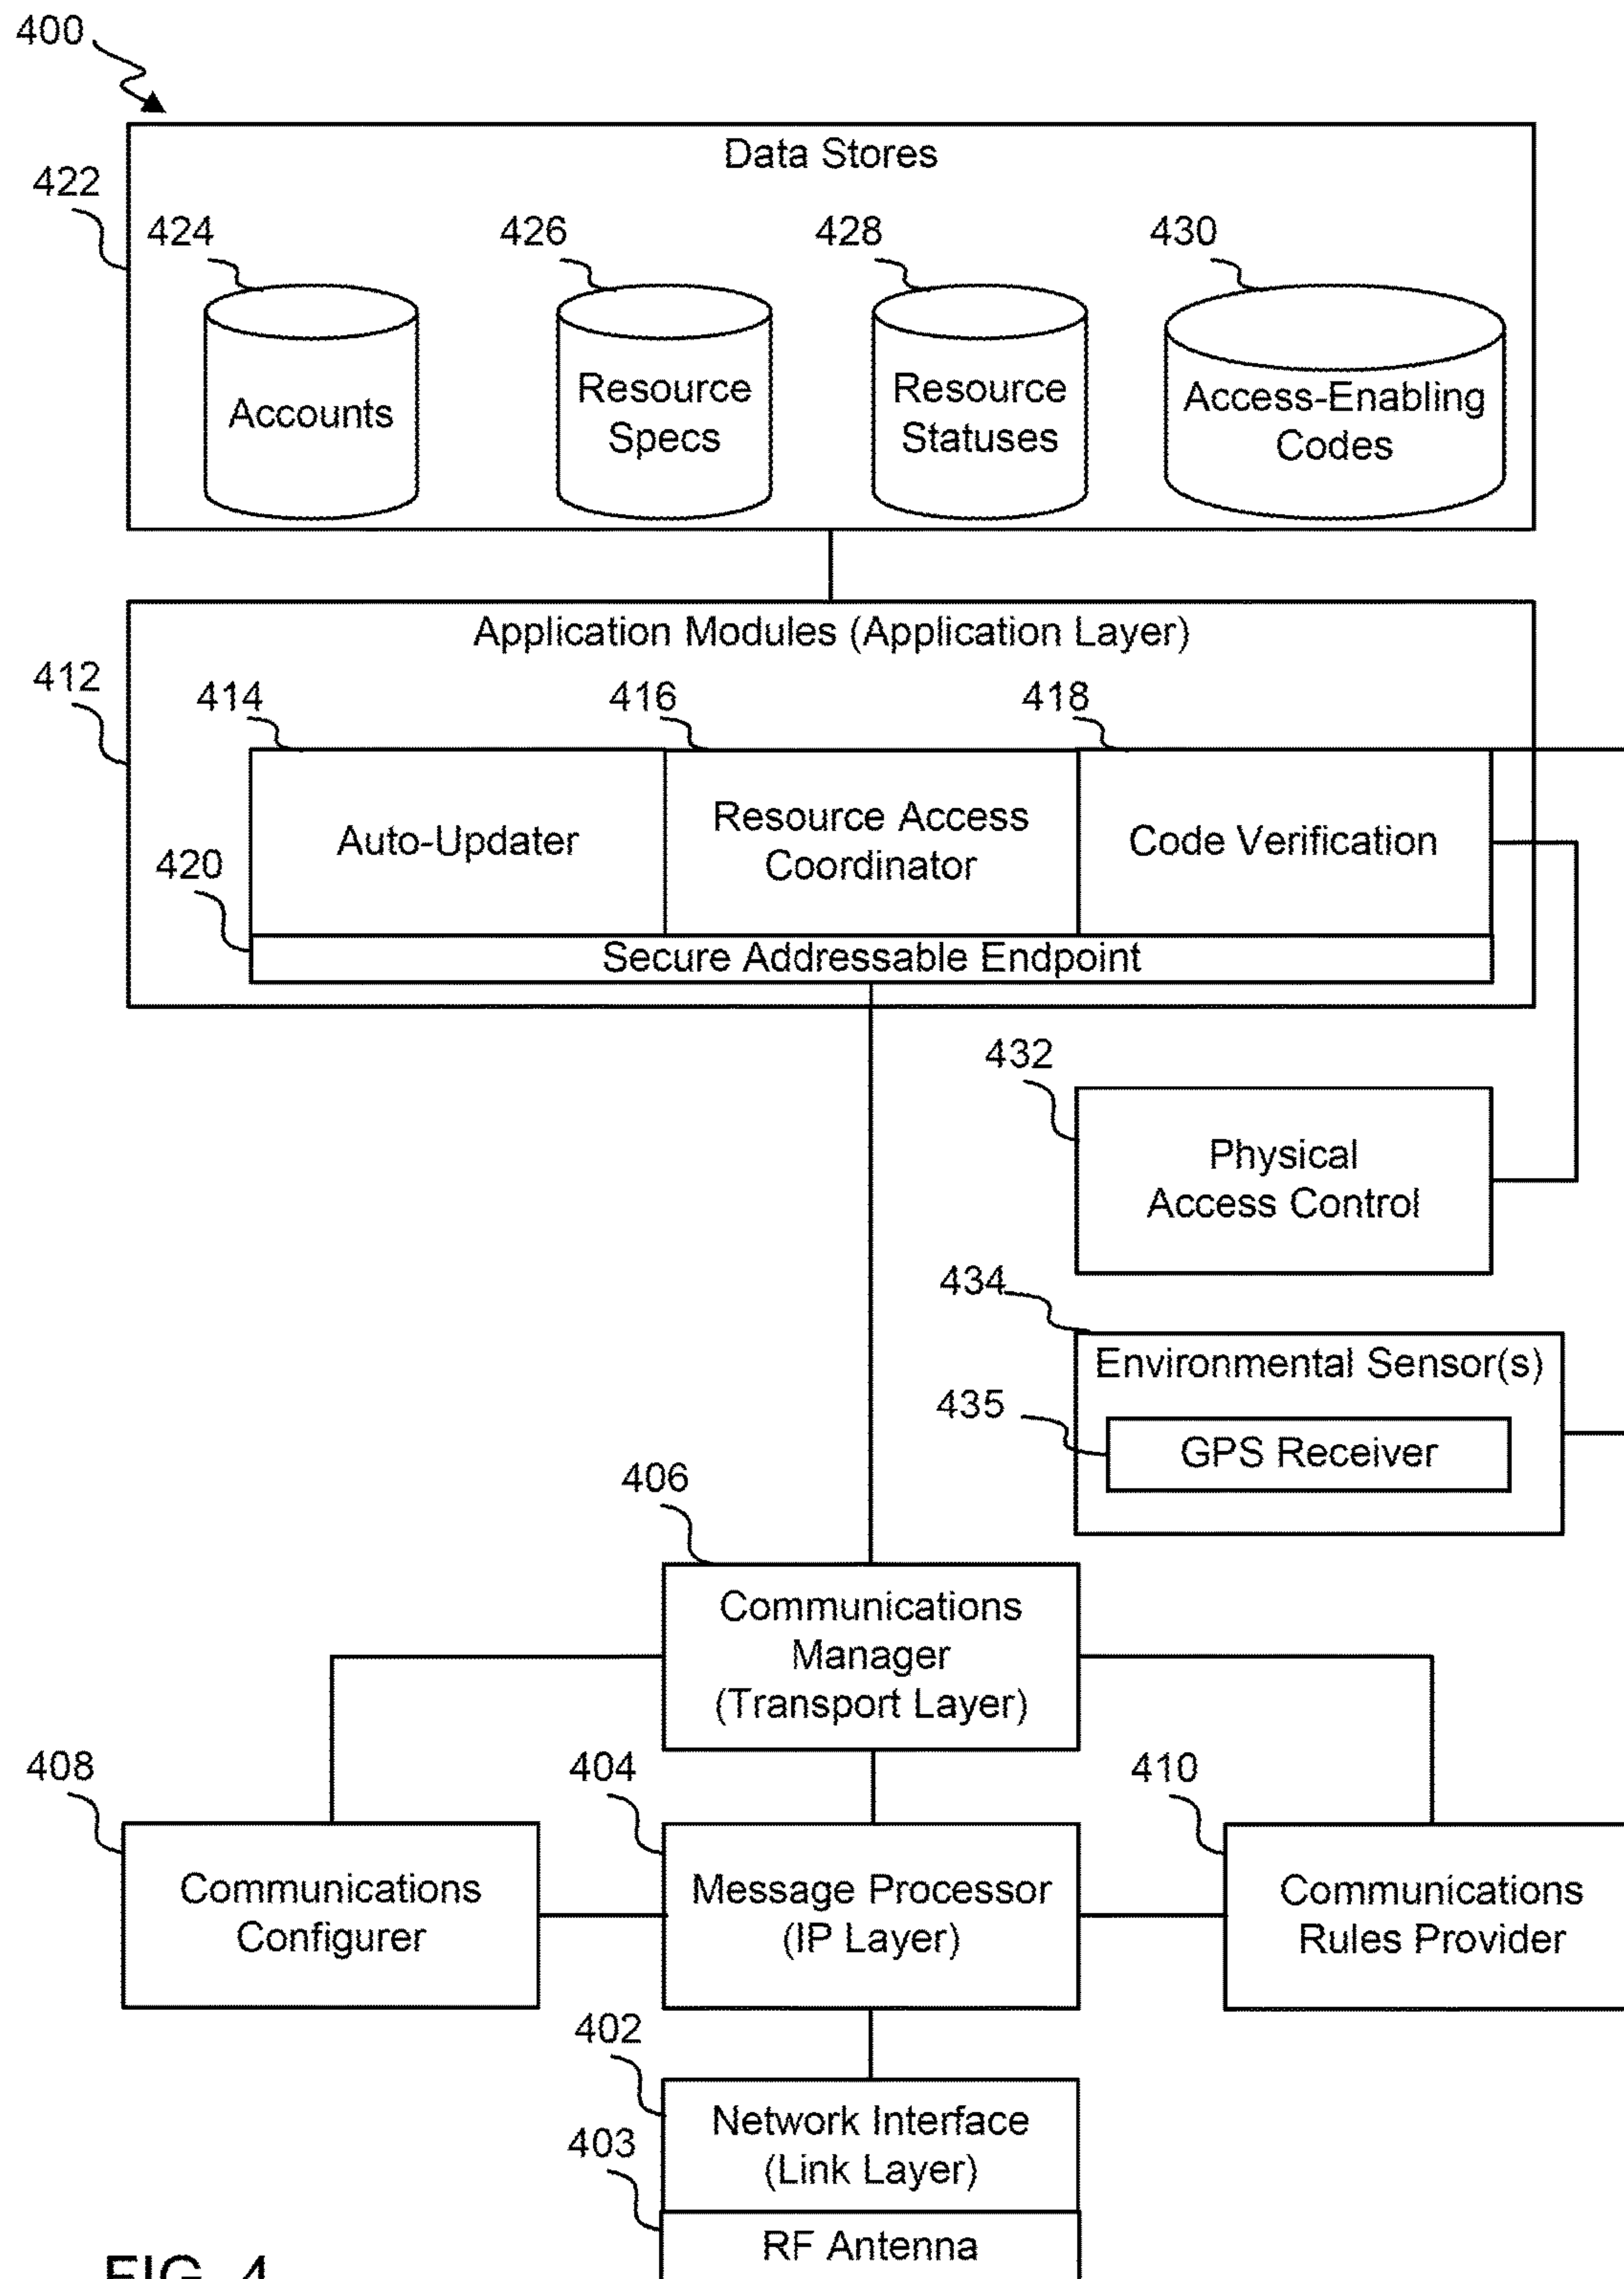 400
Data Stores
422
424
426
428
430
Accounts
Resource
Specs
Resource
Statuses
Access-Enabling
Codes
Application Modules (Application Layer)
412
414
416
418
Auto-Updater
Resource Access
Coordinator
Code Verification
420
Secure Addressable Endpoint
432
Physical
Access Control
434
Environmental Sensor(s)
435
GPS Receiver
406
Communications
Manager
(Transport Layer)
408
404
410
Communications
Configurer
Message Processor
(IP Layer)
Communications
Rules Provider
402
Network Interface
(Link Layer)
403
RF Antenna
FIG. 4